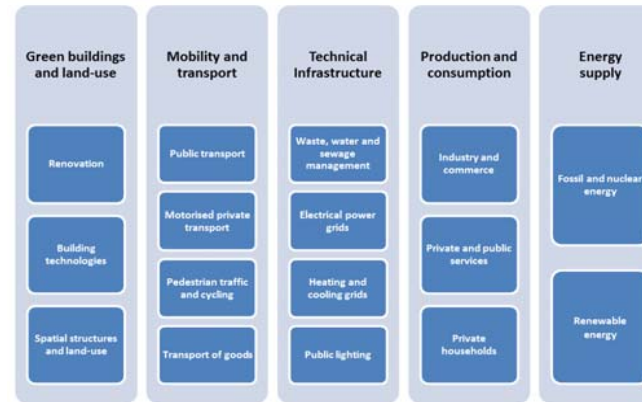 Green buildings
and land-use
Renovation
Building
technologies
Spatial structures
and land-use
Mobility and
transport
Public transport
Motorised private
transport
Pedestrian traffic
and cycling
Transport of goods
Technical
Infrastructure
Waste, water and
sewage
management
Electrical power
grids
Heating and
cooling grids
Public lighting
Production and
consumption
Industry and
commerce
Private and public
services
Private
households
Energy
supply
Fossil and nuclear
energy
Renewable
energy